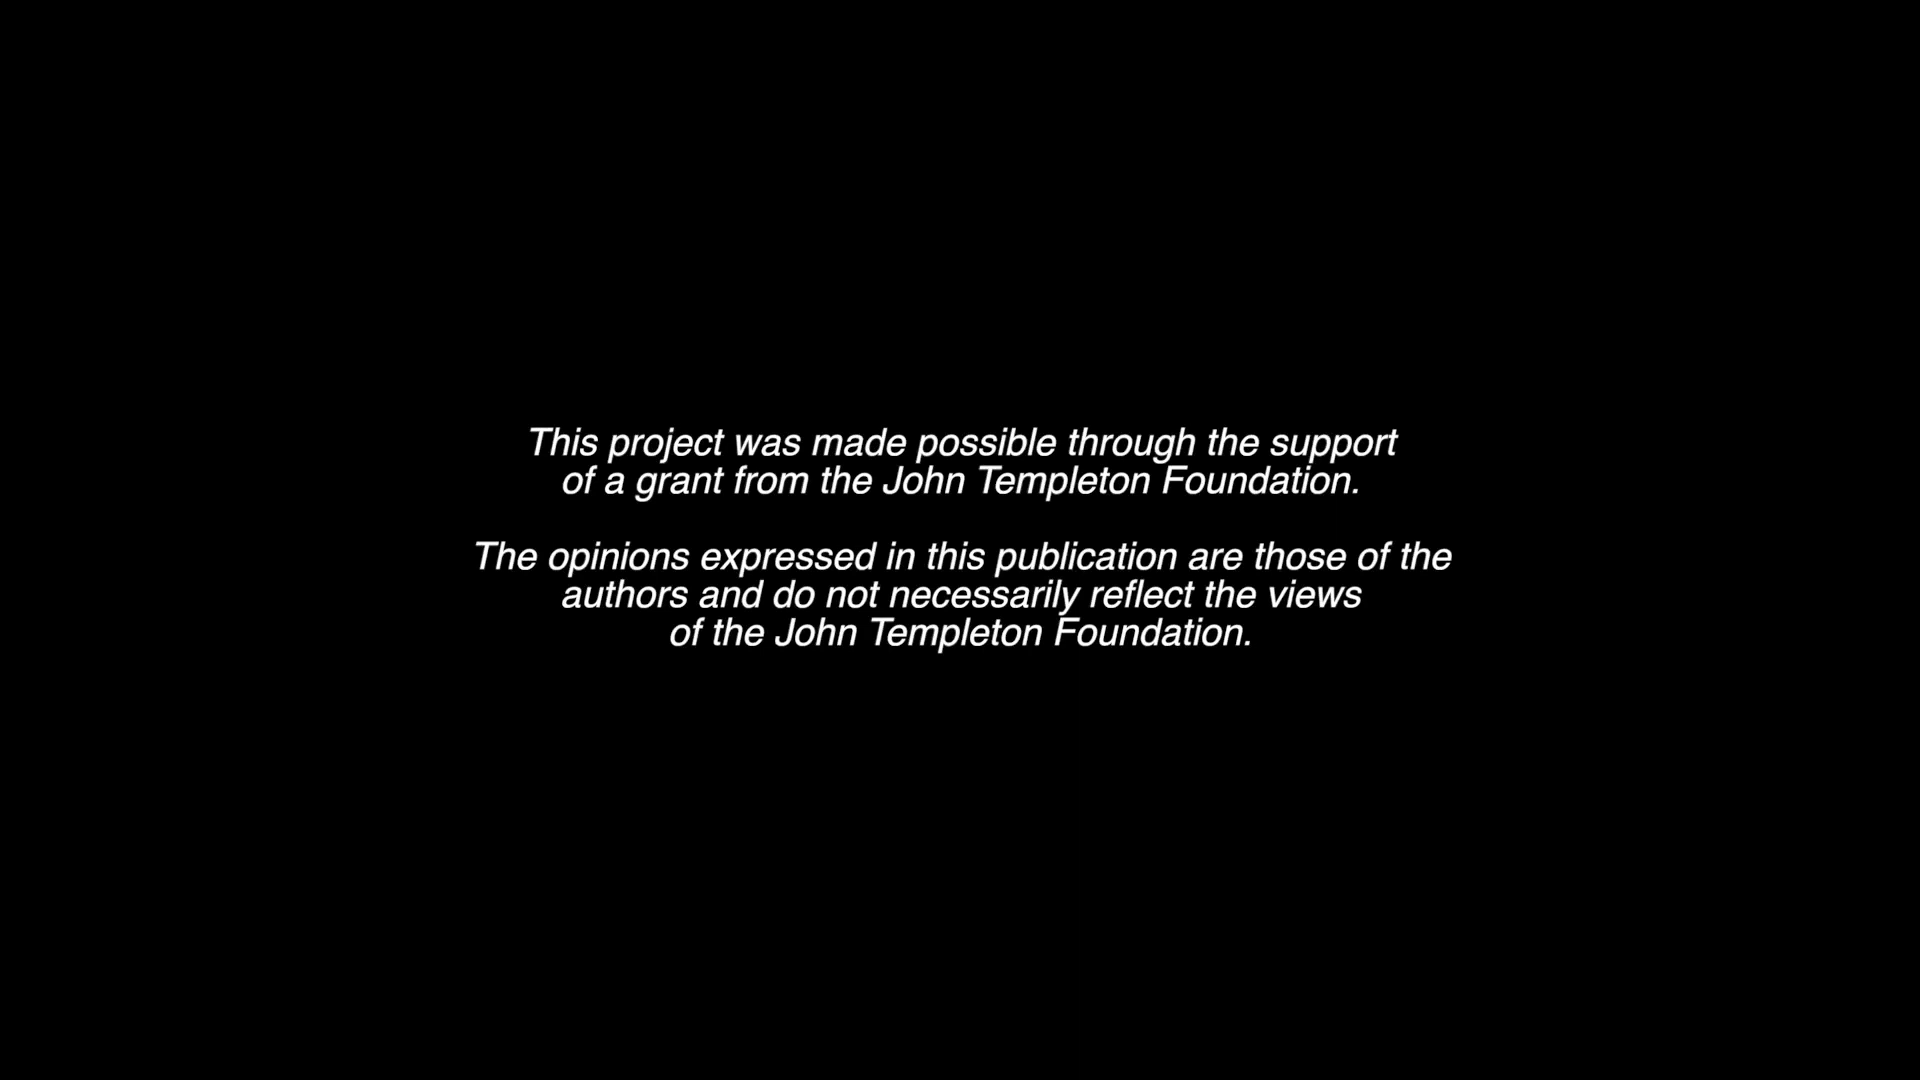 This project was made possible through the support
of a grant from the John Templeton Foundation.
The opinions expressed in this publication are those of the
authors and do not necessarily reflect the views
of the John Templeton Foundation.